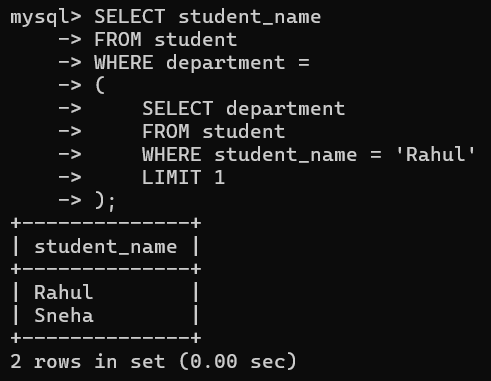 mysql> SELECT student_name
    -> FROM student
    -> WHERE department =
    -> (
    ->     SELECT department
    ->     FROM student
    ->     WHERE student_name = 'Rahul'
    ->     LIMIT 1
    -> );
+--------------+
| student_name |
+--------------+
| Rahul        |
| Sneha        |
+--------------+
2 rows in set (0.00 sec)